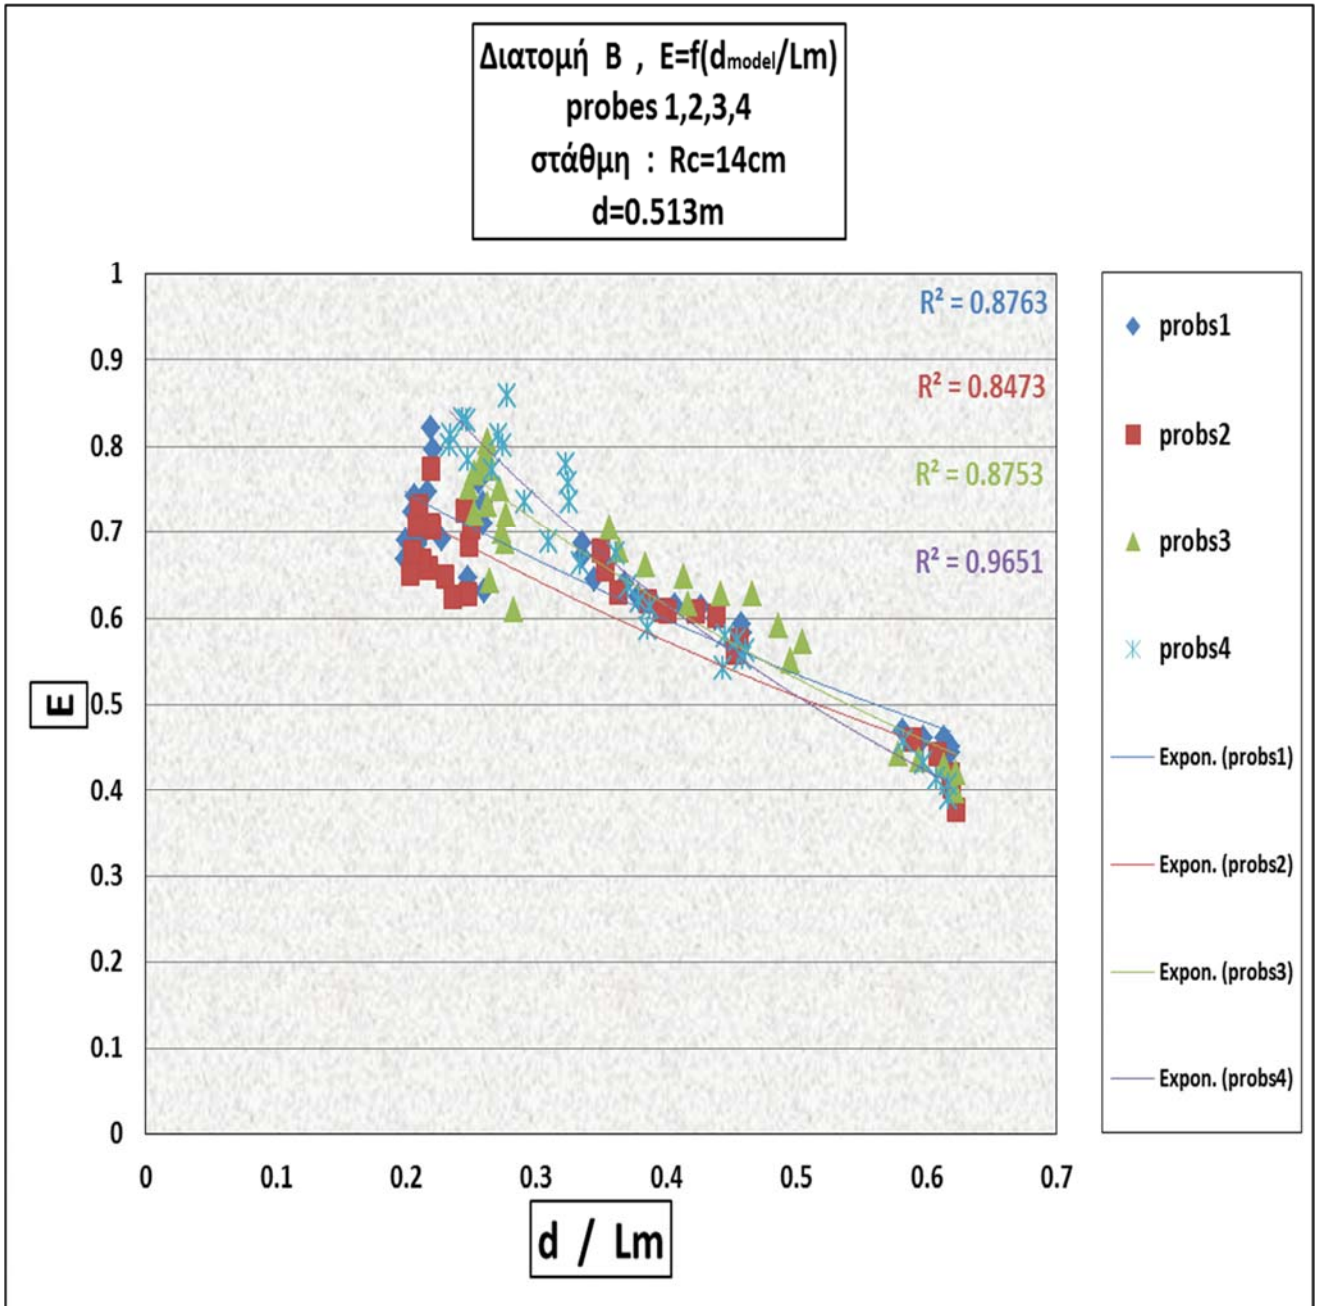 Διατομή Β , E=f(dmodel/Lm)
probes 1,2,3,4
στάθμη : Rc=14cm
d=0.513m
1
0.9
0.8
0.7
0.6
0.5
0.4
0.3
0.2
0.1
0
E
R² = 0.8763
R² = 0.8473
R² = 0.8753
R² = 0.9651
0 0.1 0.2 0.3 0.4 0.5 0.6 0.7
d / Lm
probs1
probs2
probs3
probs4
Expon. (probs1)
Expon. (probs2)
Expon. (probs3)
Expon. (probs4)